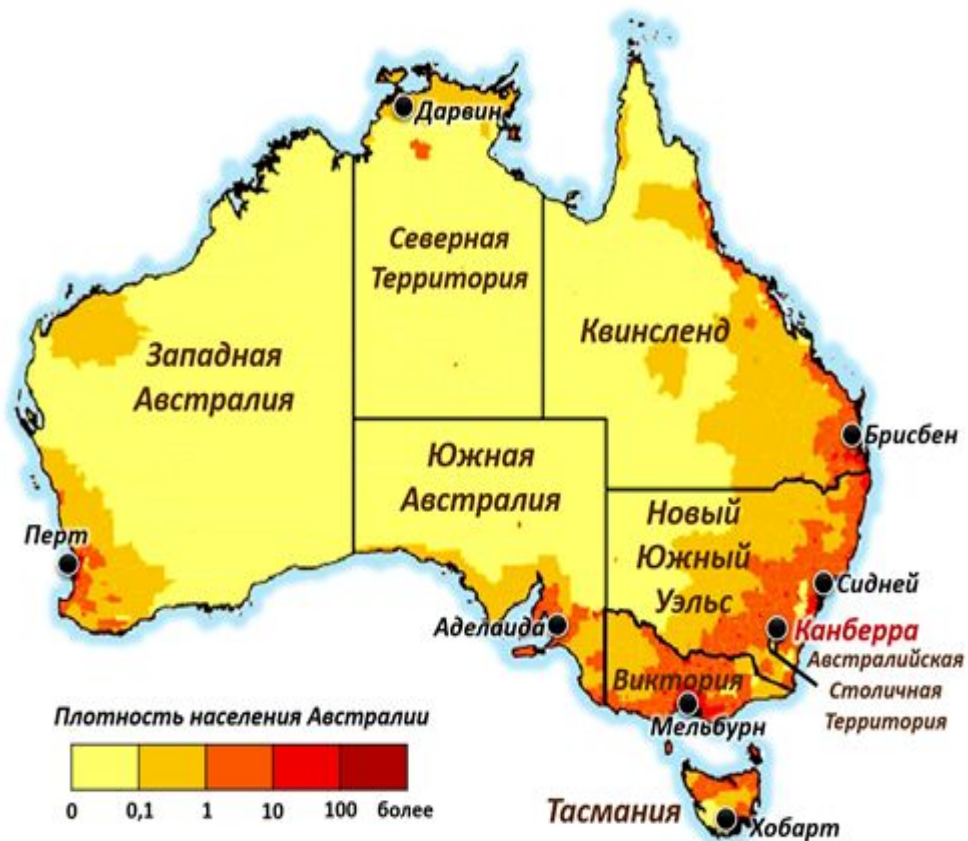 Дарвин
Северная
Территория
Квинсленд
Западная
Австралия
Брисбен
Южная
Австралия
Новый
Южный
Уэльс
Перт
Сидней
Аделаида
Канберра
Австралийская
Столичная
Территория
Виктория
Мельбурн
Плотность населения Австралии
0 0,1 1 10 100 более
Тасмания
Хобарт